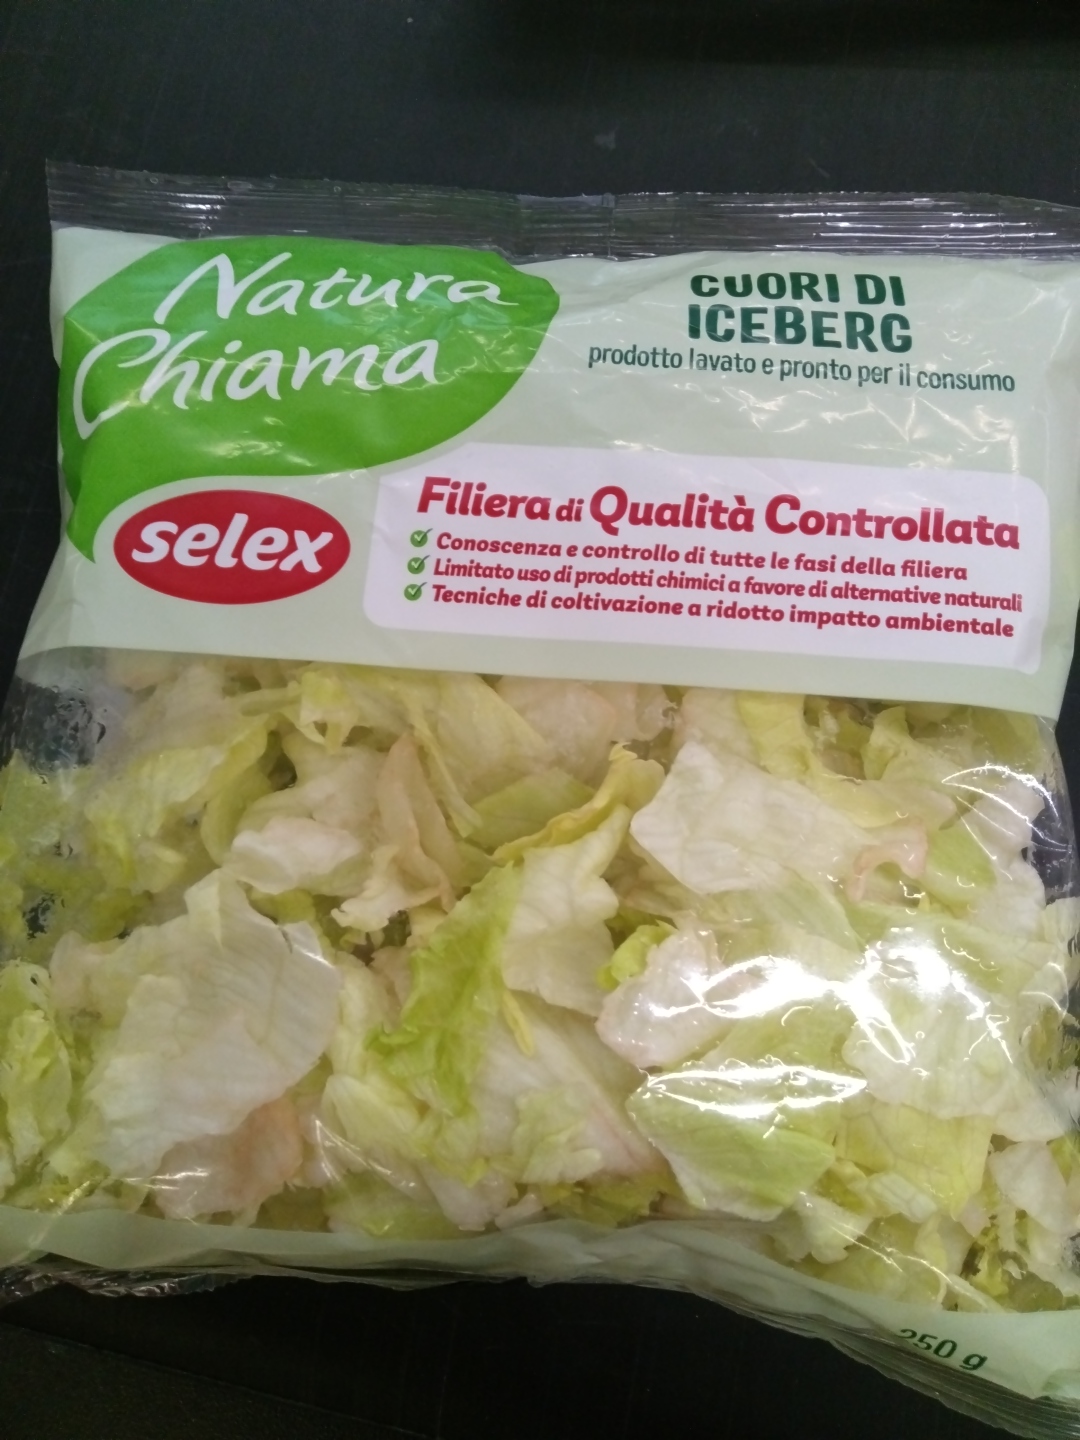 Natura
Chiama
selex
CUORI DI
ICEBERG
prodotto lavato e pronto per il consumo
Filiera di Qualità Controllata
Conoscenza e controllo di tutte le fasi della filiera
Limitato uso di prodotti chimici a favore di alternative naturali
Tecniche di coltivazione a ridotto impatto ambientale
250 g